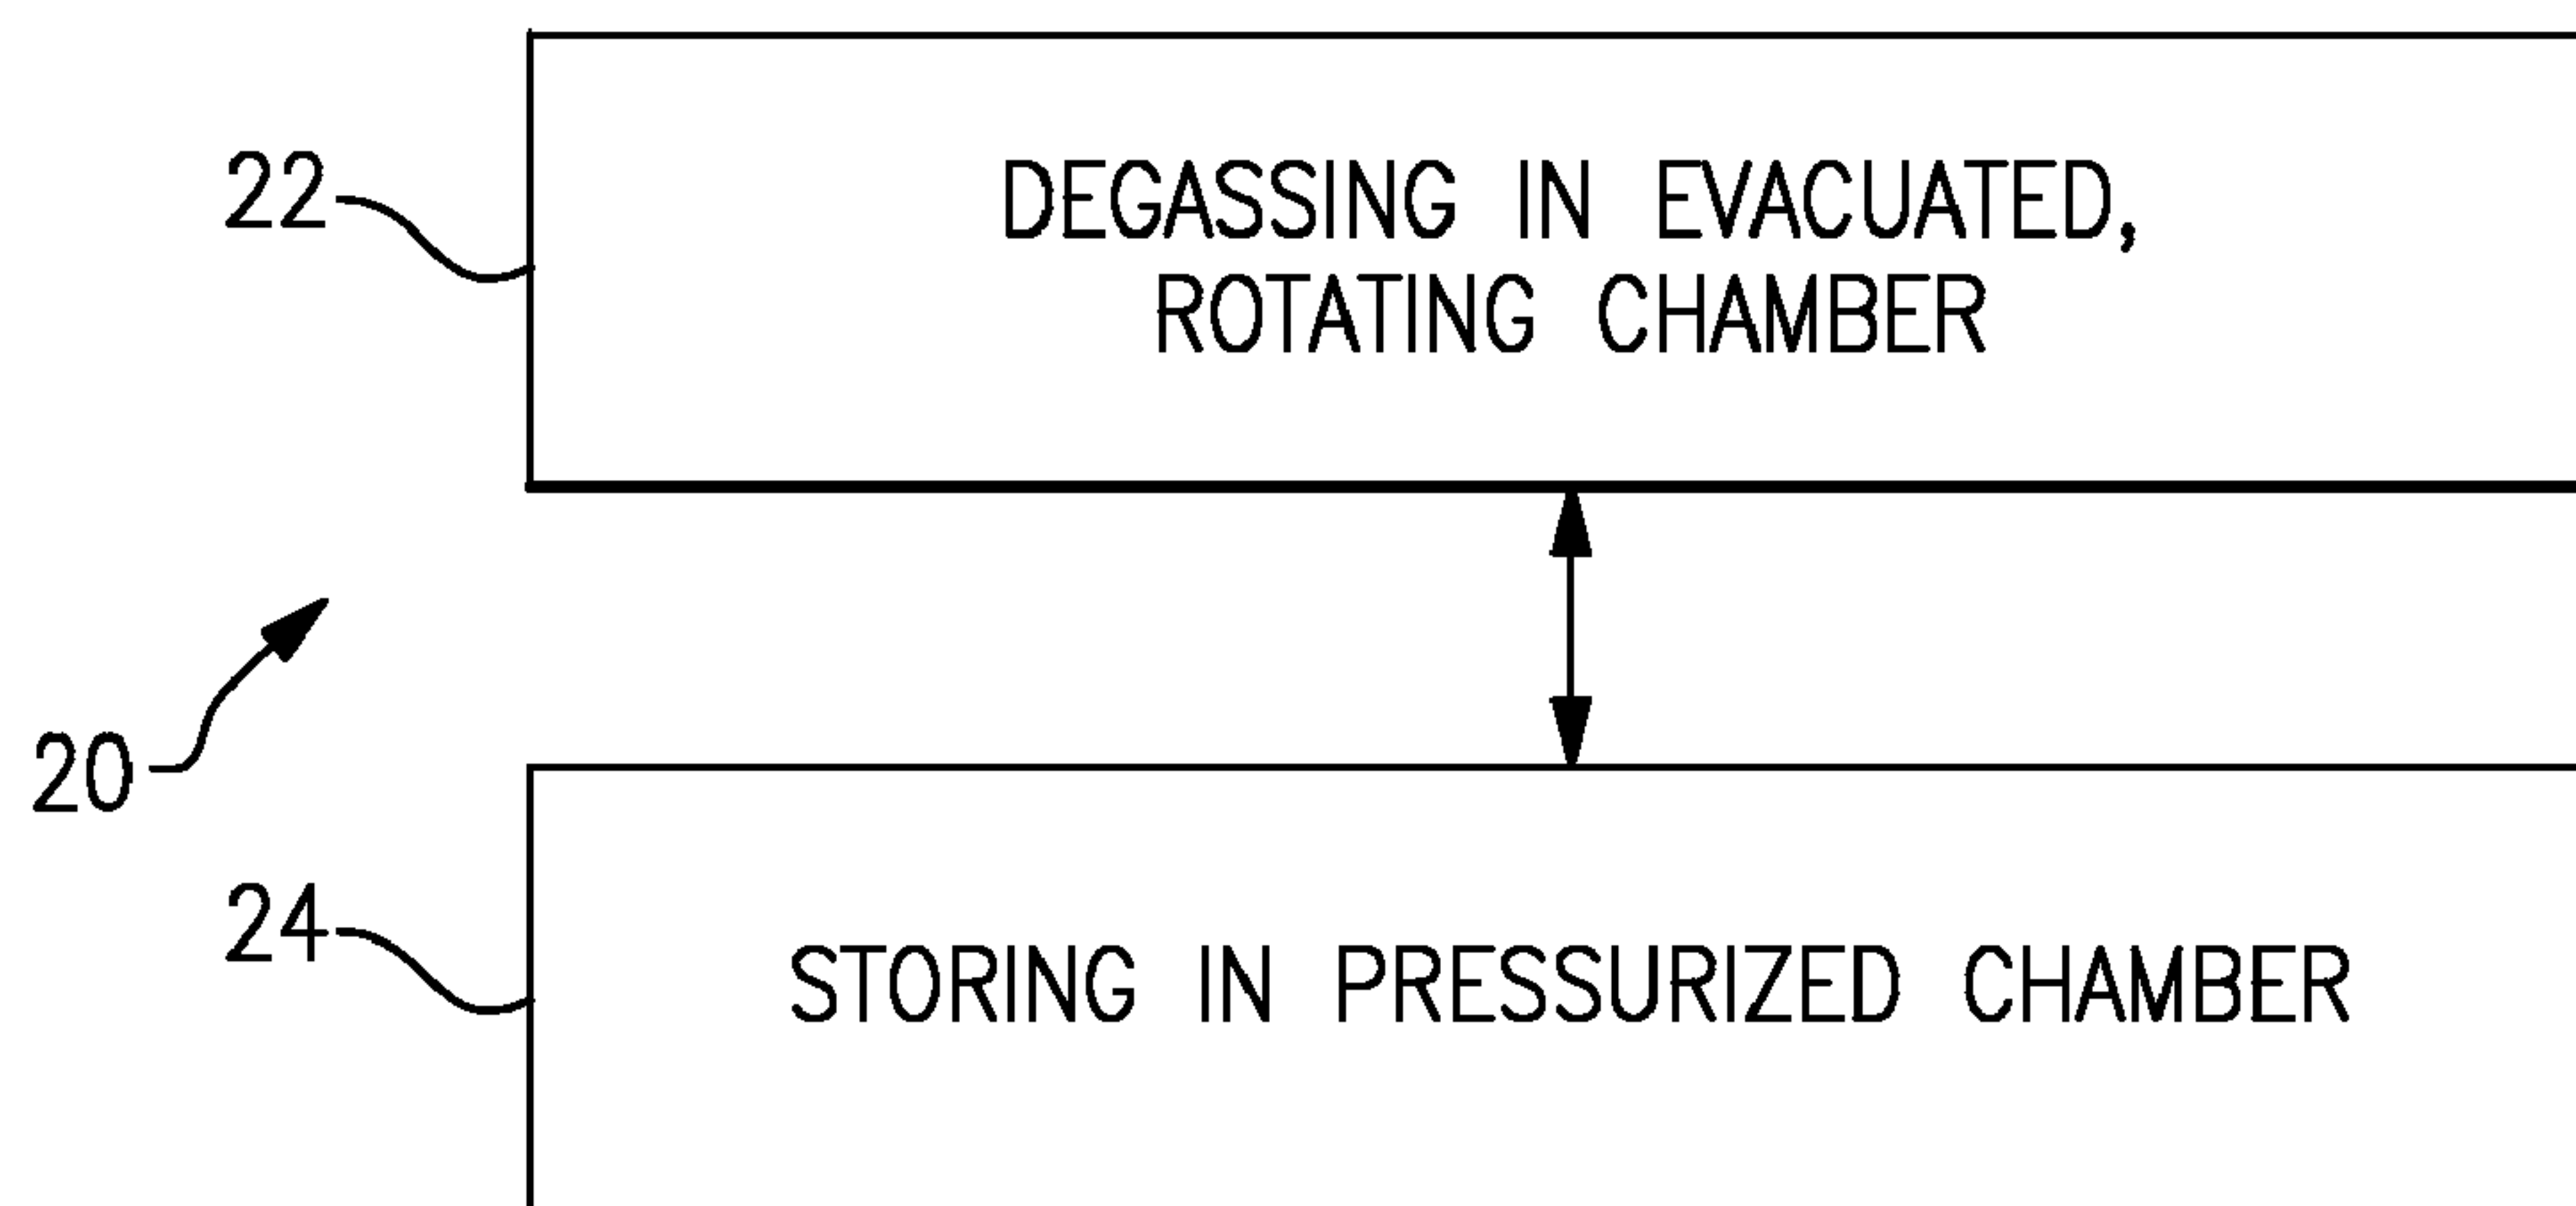 22
DEGASSING IN EVACUATED,
ROTATING CHAMBER
20
24
STORING IN PRESSURIZED CHAMBER